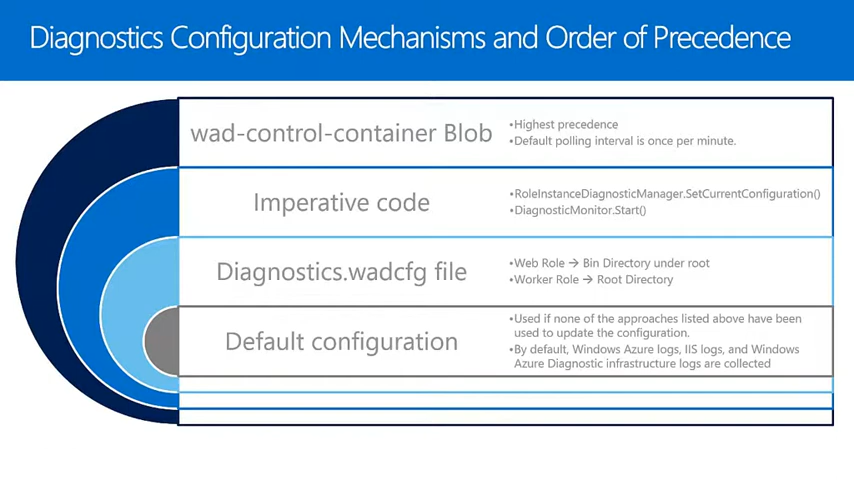 Diagnostics Configuration Mechanisms and Order of Precedence
wad-control-container Blob
•Highest precedence
•Default polling interval is once per minute.
Imperative code
•RoleInstanceDiagnosticManager.SetCurrentConfiguration()
•DiagnosticMonitor.Start()
Diagnostics.wadcfg file
•Web Role → Bin Directory under root
•Worker Role → Root Directory
Default configuration
•Used if none of the approaches listed above have been
used to update the configuration.
•By default, Windows Azure logs, IIS logs, and Windows
Azure Diagnostic infrastructure logs are collected